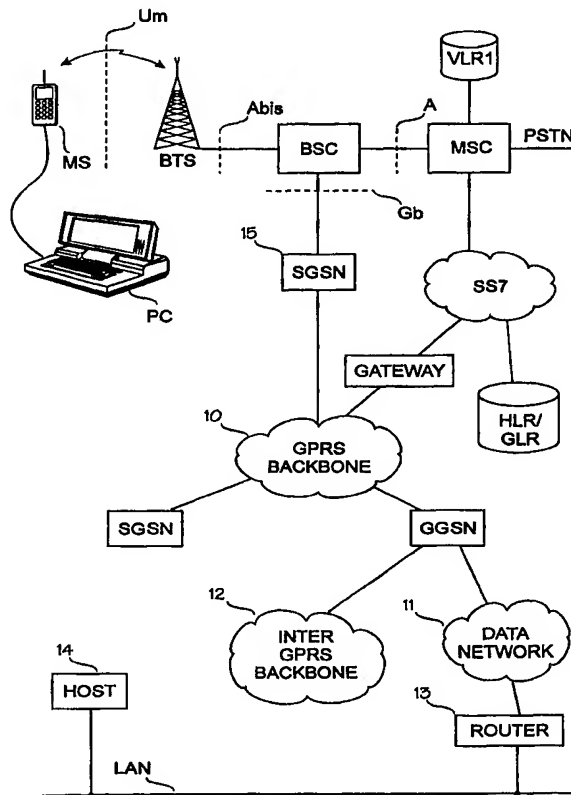 Um
VLR1
Abis
A
MS
BTS
BSC
MSC
PSTN
Gb
15
SGSN
SS7
PC
GATEWAY
10
GPRS
BACKBONE
HLR/
GLR
SGSN
GGSN
12
11
INTER
GPRS
BACKBONE
DATA
NETWORK
14
HOST
13
ROUTER
LAN